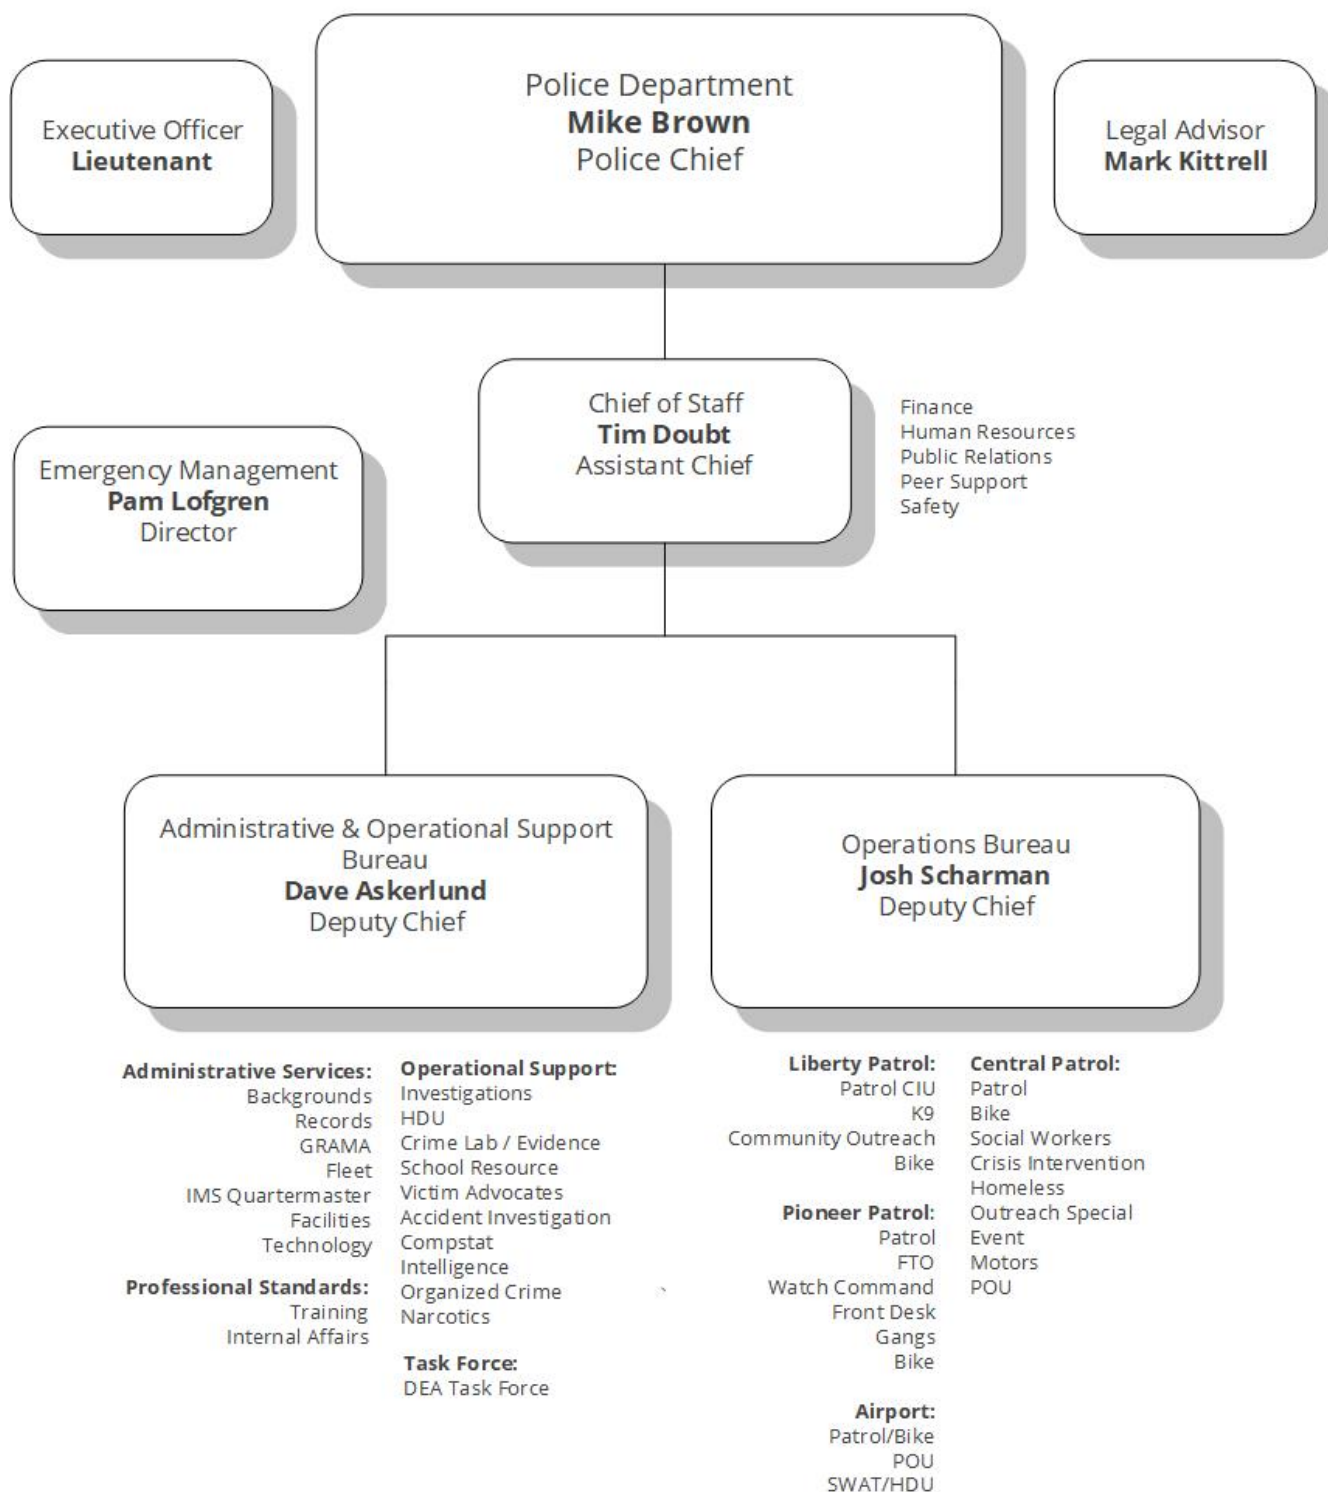 Executive Officer
Lieutenant
Police Department
Mike Brown
Police Chief
Legal Advisor
Mark Kittrell
Chief of Staff
Tim Doubt
Assistant Chief
Finance
Human Resources
Public Relations
Peer Support
Safety
Emergency Management
Pam Lofgren
Director
Administrative & Operational Support
Bureau
Dave Askerlund
Deputy Chief
Operations Bureau
Josh Scharman
Deputy Chief
Administrative Services:
Backgrounds
Records
GRAMA
Fleet
IMS Quartermaster
Facilities
Technology
Professional Standards:
Training
Internal Affairs
Operational Support:
Investigations
HDU
Crime Lab / Evidence
School Resource
Victim Advocates
Accident Investigation
Compstat
Intelligence
Organized Crime
Narcotics
Task Force:
DEA Task Force
Liberty Patrol:
Patrol CIU
K9
Community Outreach
Bike
Pioneer Patrol:
Patrol
FTO
Watch Command
Front Desk
Gangs
Bike
Airport:
Patrol/Bike
POU
SWAT/HDU
Central Patrol:
Patrol
Bike
Social Workers
Crisis Intervention
Homeless
Outreach Special
Event
Motors
POU